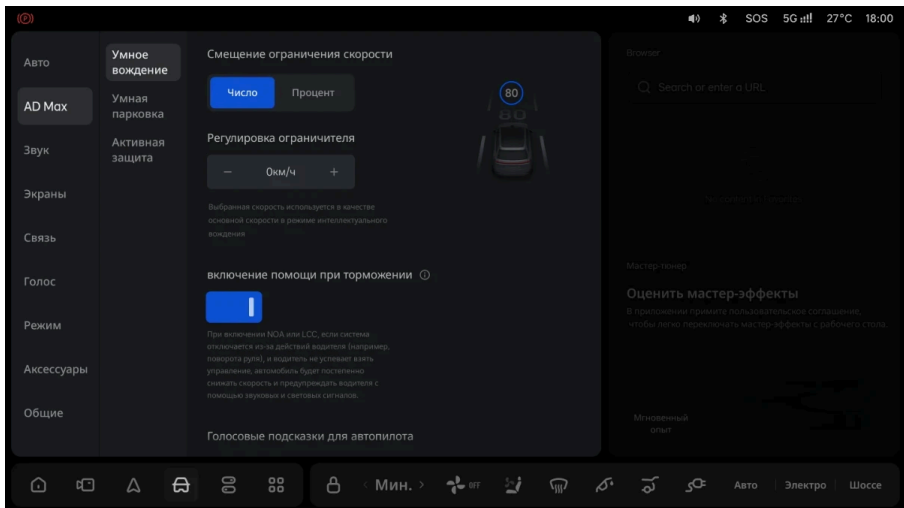 SOS 5G 27°C 18:00
Авто
AD Max
Звук
Экраны
Связь
Голос
Режим
Аксессуары
Общие
Умное
вождение
Умная
парковка
Активная
защита
Смещение ограничения скорости
Число Процент
80
80
Регулировка ограничителя
− 0км/ч +
Выбранная скорость используется в качестве
основной скорости в режиме интеллектуального
вождения
включение помощи при торможении
При включении NOA или LCC, если система
отключается из-за действий водителя (например,
поворота руля), и водитель не успевает взять
управление, автомобиль будет постепенно
снижать скорость и предупреждать водителя с
помощью звуковых и световых сигналов.
Голосовые подсказки для автопилота
Browser
Search or enter a URL
Мастер-тюнер
Оценить мастер-эффекты
В приложении примите пользовательское соглашение,
чтобы легко переключать мастер-эффекты с рабочего стола
Мгновенный
опыт
< Мин. > OFF Авто Электро Шоссе